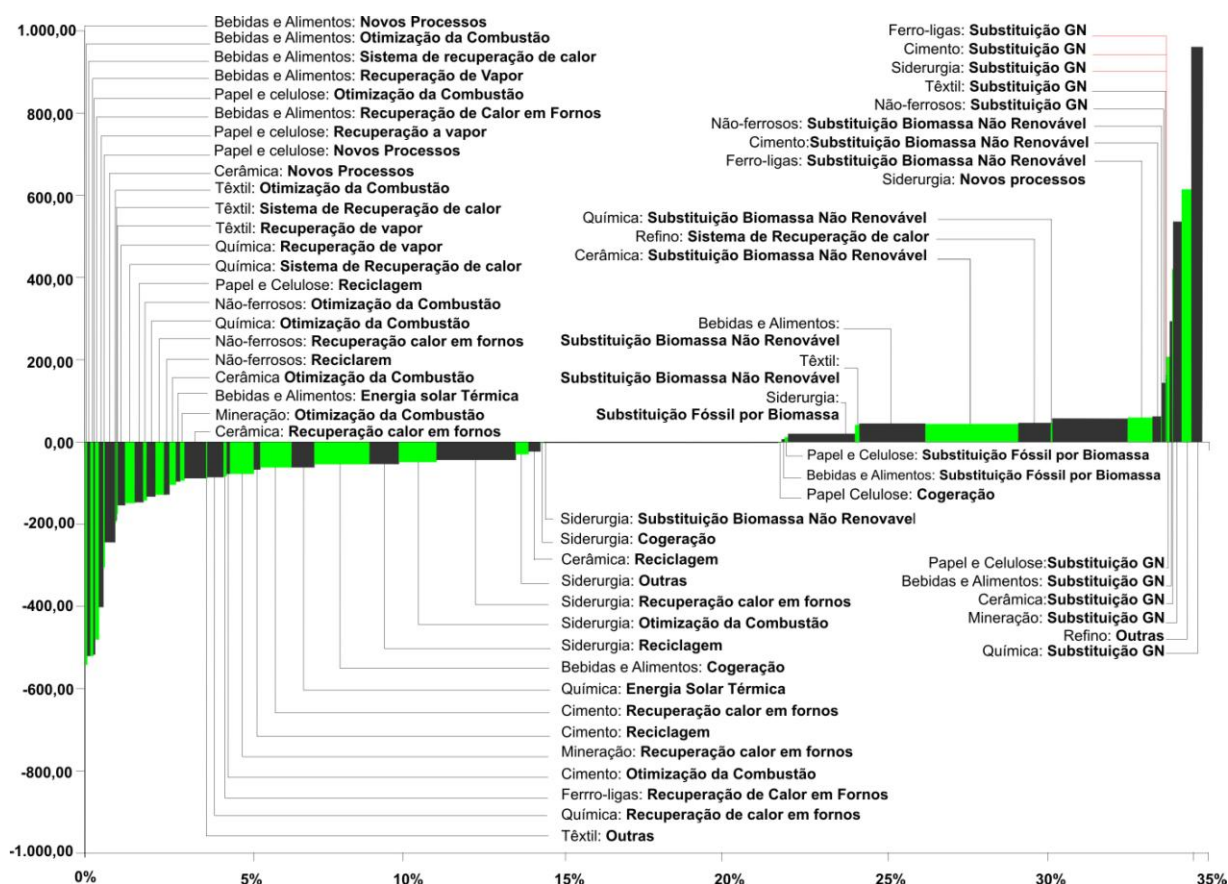 1.000,00
800,00
600,00
400,00
200,00
0,00
-200,00
-400,00
-600,00
-800,00
-1.000,00
Bebidas e Alimentos: Novos Processos
Bebidas e Alimentos: Otimização da Combustão
Bebidas e Alimentos: Sistema de recuperação de calor
Bebidas e Alimentos: Recuperação de Vapor
Papel e celulose: Otimização da Combustão
Bebidas e Alimentos: Recuperação de Calor em Fornos
Papel e celulose: Recuperação a vapor
Papel e celulose: Novos Processos
Cerâmica: Novos Processos
Têxtil: Otimização da Combustão
Têxtil: Sistema de Recuperação de calor
Têxtil: Recuperação de vapor
Química: Recuperação de vapor
Química: Sistema de Recuperação de calor
Papel e Celulose: Reciclagem
Não-ferrosos: Otimização da Combustão
Química: Otimização da Combustão
Não-ferrosos: Recuperação calor em fornos
Não-ferrosos: Reciclarem
Cerâmica Otimização da Combustão
Bebidas e Alimentos: Energia solar Térmica
Mineração: Otimização da Combustão
Cerâmica: Recuperação calor em fornos
Ferro-ligas: Substituição GN
Cimento: Substituição GN
Siderurgia: Substituição GN
Têxtil: Substituição GN
Não-ferrosos: Substituição GN
Não-ferrosos: Substituição Biomassa Não Renovável
Cimento:Substituição Biomassa Não Renovável
Ferro-ligas: Substituição Biomassa Não Renovável
Siderurgia: Novos processos
Química: Substituição Biomassa Não Renovável
Refino: Sistema de Recuperação de calor
Cerâmica: Substituição Biomassa Não Renovável
Bebidas e Alimentos:
Substituição Biomassa Não Renovável
Têxtil:
Substituição Biomassa Não Renovável
Siderurgia:
Substituição Fóssil por Biomassa
Papel e Celulose: Substituição Fóssil por Biomassa
Bebidas e Alimentos: Substituição Fóssil por Biomassa
Papel Celulose: Cogeração
Siderurgia: Substituição Biomassa Não Renovavel
Siderurgia: Cogeração
Cerâmica: Reciclagem
Siderurgia: Outras
Siderurgia: Recuperação calor em fornos
Siderurgia: Otimização da Combustão
Siderurgia: Reciclagem
Bebidas e Alimentos: Cogeração
Química: Energia Solar Térmica
Cimento: Recuperação calor em fornos
Cimento: Reciclagem
Mineração: Recuperação calor em fornos
Cimento: Otimização da Combustão
Ferrro-ligas: Recuperação de Calor em Fornos
Química: Recuperação de calor em fornos
Têxtil: Outras
Papel e Celulose:Substituição GN
Bebidas e Alimentos: Substituição GN
Cerâmica:Substituição GN
Mineração: Substituição GN
Refino: Outras
Química: Substituição GN
0% 5% 10% 15% 20% 25% 30% 35%